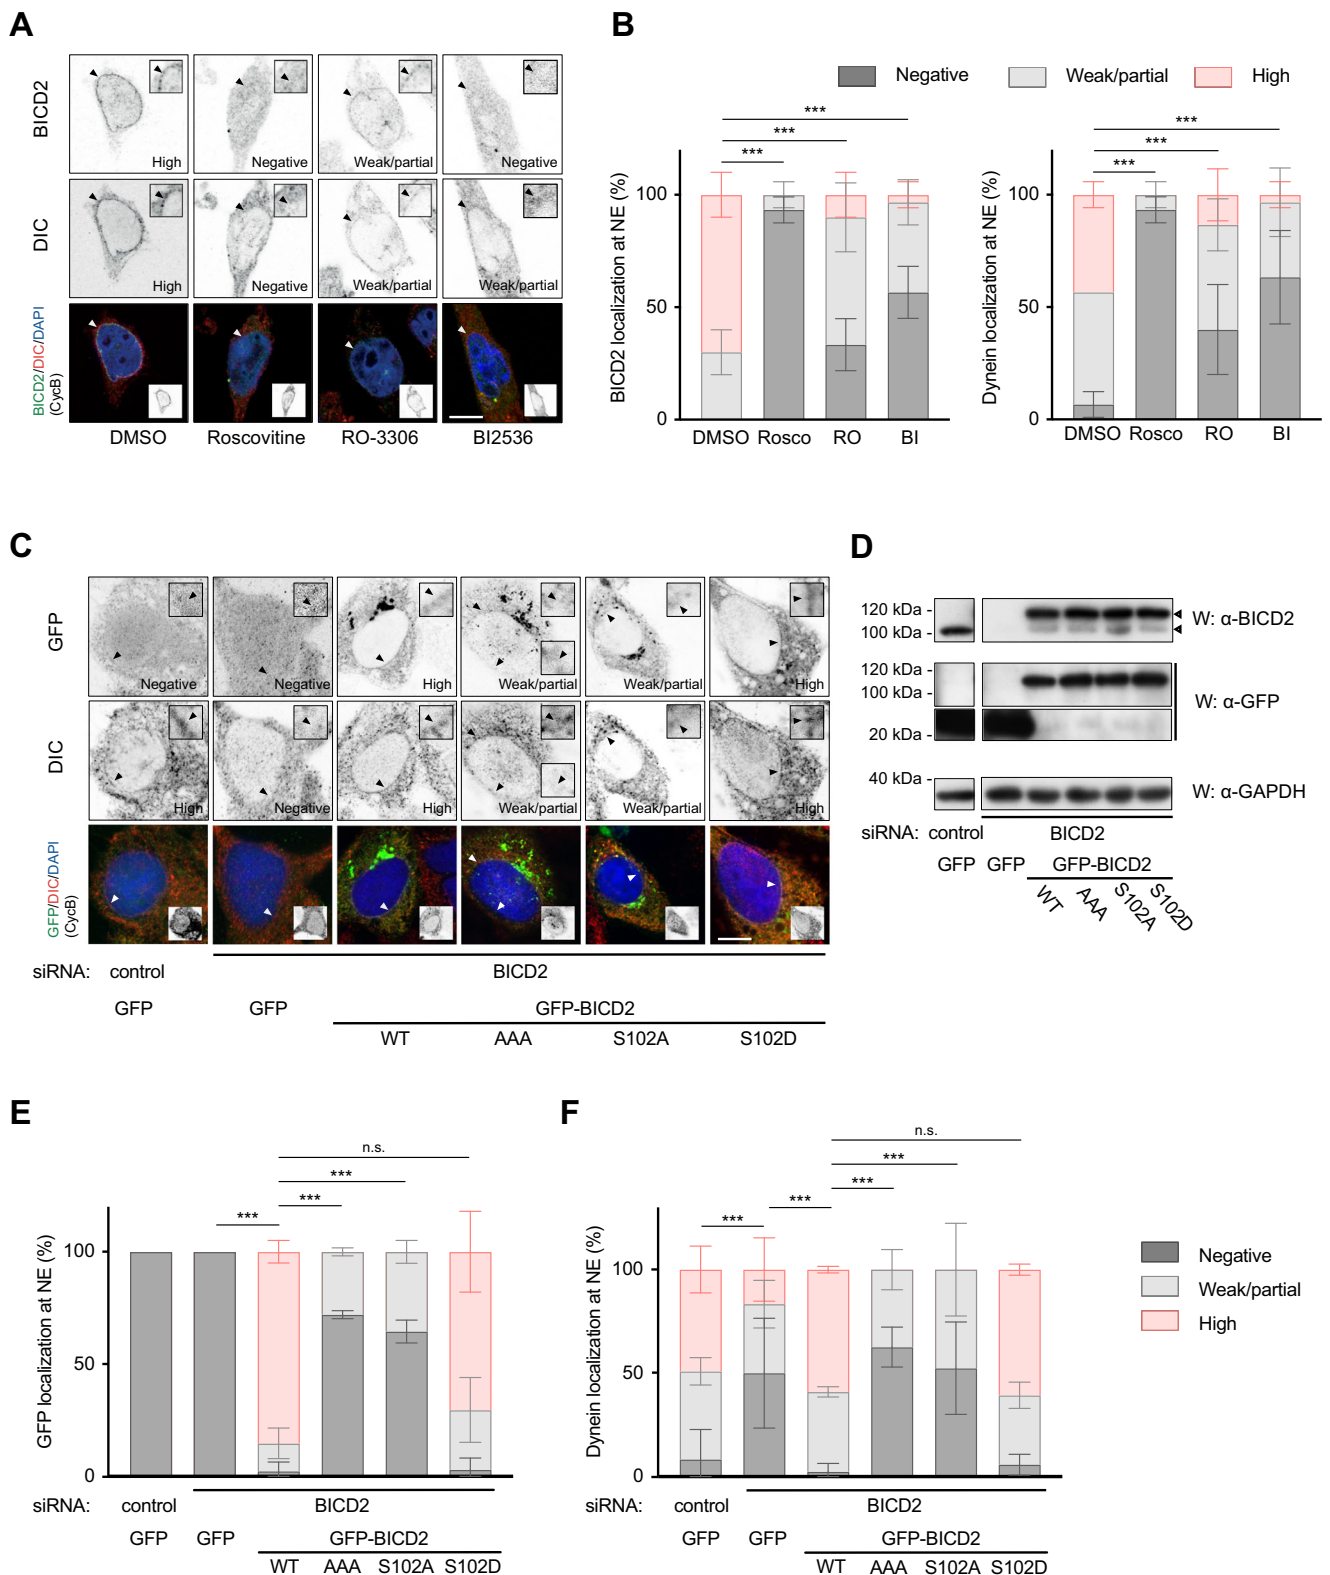 A
BICD2
High
Negative
Weak/partial
Negative
DIC
High
Negative
Weak/partial
Weak/partial
BICD2/DIC/DAPI
(CycB)
DMSO
Roscovitine
RO-3306
BI2536
B
Negative
Weak/partial
High
BICD2 localization at NE (%)
100
50
0
***
***
***
DMSO
Rosco
RO
BI
Dynein localization at NE (%)
100
50
0
***
***
***
DMSO
Rosco
RO
BI
C
GFP
Negative
Negative
High
Weak/partial
Weak/partial
High
DIC
High
Negative
High
Weak/partial
Weak/partial
High
GFP/DIC/DAPI
(CycB)
siRNA: control BICD2
GFP GFP GFP-BICD2
WT AAA S102A S102D
D
120 kDa -
100 kDa -
W: α-BICD2
120 kDa -
100 kDa -
20 kDa -
W: α-GFP
40 kDa -
W: α-GAPDH
siRNA: control BICD2
GFP GFP GFP-BICD2
WT AAA S102A S102D
E
GFP localization at NE (%)
100
50
0
n.s.
***
***
***
siRNA: control BICD2
GFP GFP GFP-BICD2
WT AAA S102A S102D
F
Dynein localization at NE (%)
100
50
0
n.s.
***
***
***
***
siRNA: control BICD2
GFP GFP GFP-BICD2
WT AAA S102A S102D
Negative
Weak/partial
High